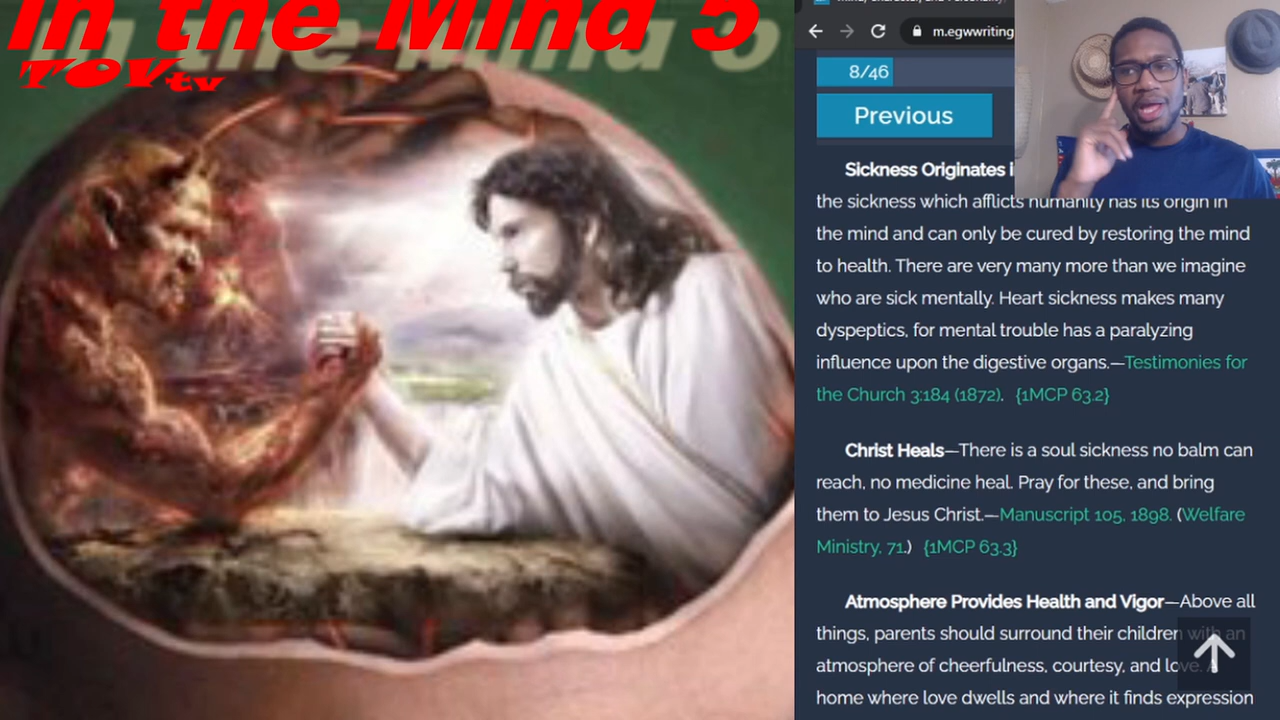 In the Mind 5
TOVtv
m.egwwriting
8/46
Previous
Sickness Originates i
the sickness which afflicts humanity has its origin in
the mind and can only be cured by restoring the mind
to health. There are very many more than we imagine
who are sick mentally. Heart sickness makes many
dyspeptics, for mental trouble has a paralyzing
influence upon the digestive organs.—Testimonies for
the Church 3:184 (1872). {1MCP 63.2}
Christ Heals—There is a soul sickness no balm can
reach, no medicine heal. Pray for these, and bring
them to Jesus Christ.—Manuscript 105, 1898. (Welfare
Ministry, 71.) {1MCP 63.3}
Atmosphere Provides Health and Vigor—Above all
things, parents should surround their children with an
atmosphere of cheerfulness, courtesy, and love. A
home where love dwells and where it finds expression